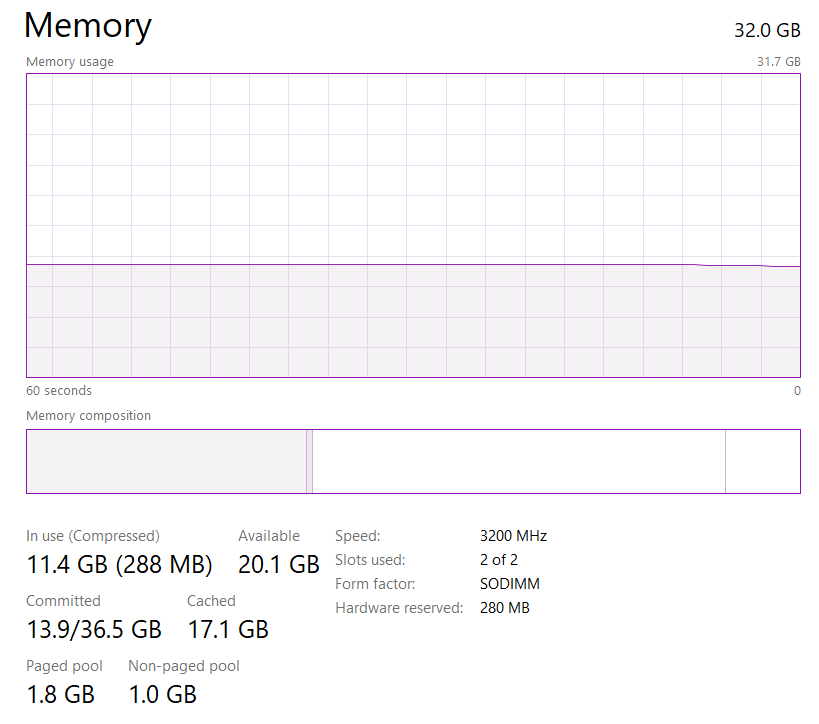 Memory 32.0 GB
Memory usage 31.7 GB
60 seconds 0
Memory composition
In use (Compressed) Available Speed: 3200 MHz
11.4 GB (288 MB) 20.1 GB Slots used: 2 of 2
Form factor: SODIMM
Committed Cached Hardware reserved: 280 MB
13.9/36.5 GB 17.1 GB
Paged pool Non-paged pool
1.8 GB 1.0 GB